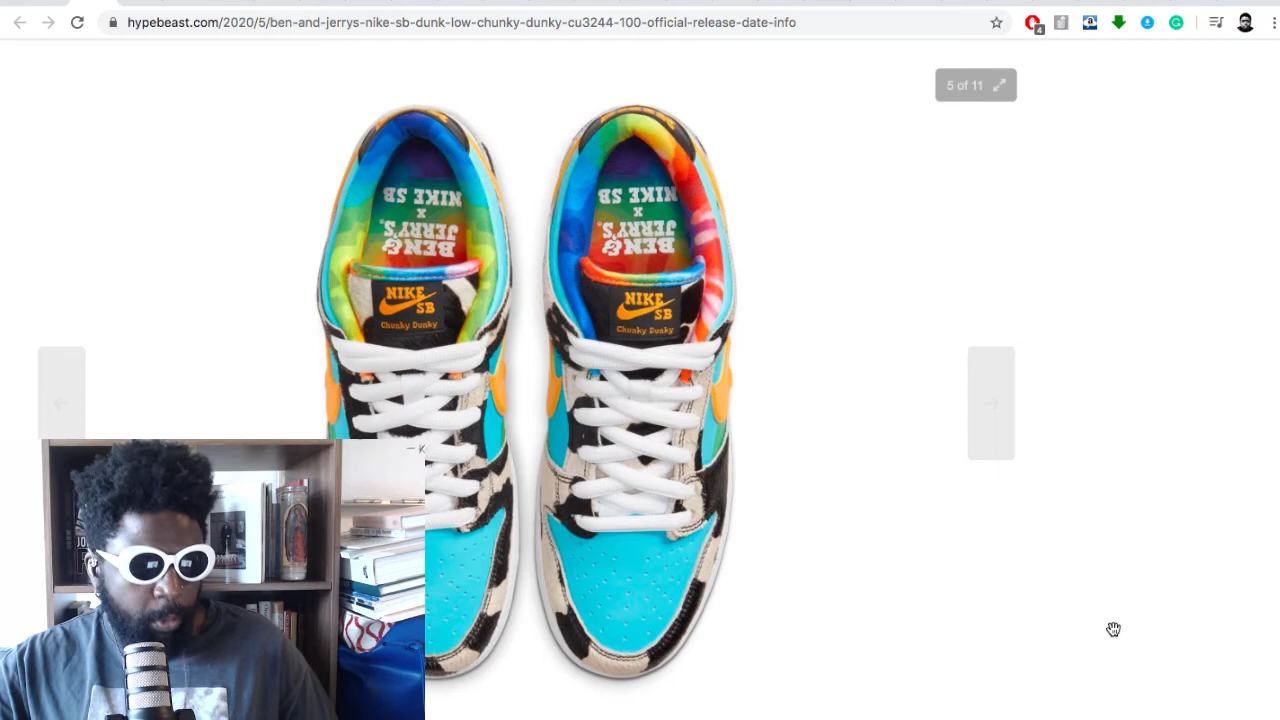 hypebeast.com/2020/5/ben-and-jerrys-nike-sb-dunk-low-chunky-dunky-cu3244-100-official-release-date-info
4
5 of 11
NIKE SB
x
BEN &
JERRY'S®
NIKE SB
x
BEN &
JERRY'S®
NIKE
SB
Chunky Dunky
NIKE
SB
Chunky Dunky